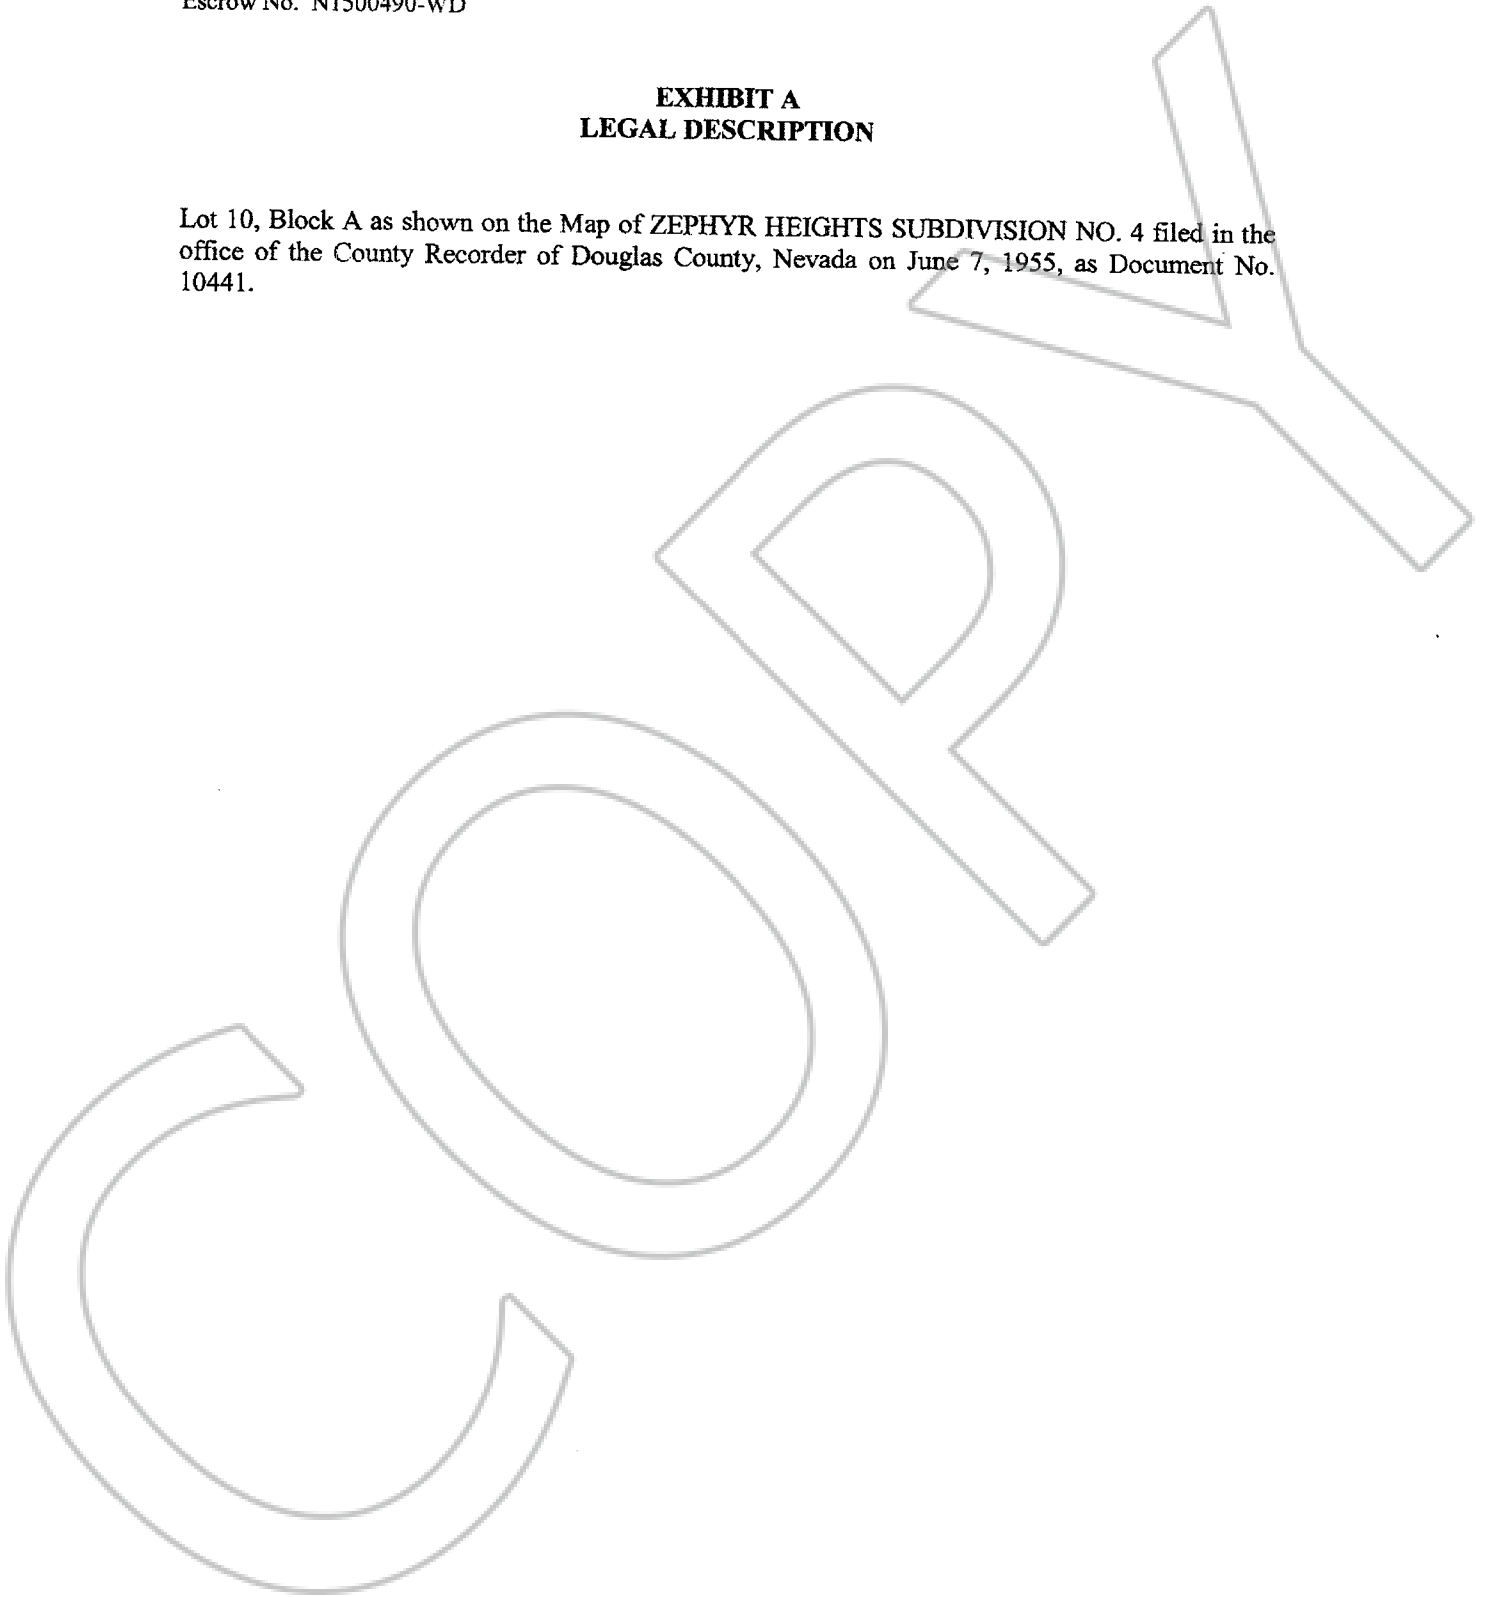 Escrow No. N1500490-WD
EXHIBIT A
LEGAL DESCRIPTION
Lot 10, Block A as shown on the Map of ZEPHYR HEIGHTS SUBDIVISION NO. 4 filed in the
office of the County Recorder of Douglas County, Nevada on June 7, 1955, as Document No.
10441.
COPY